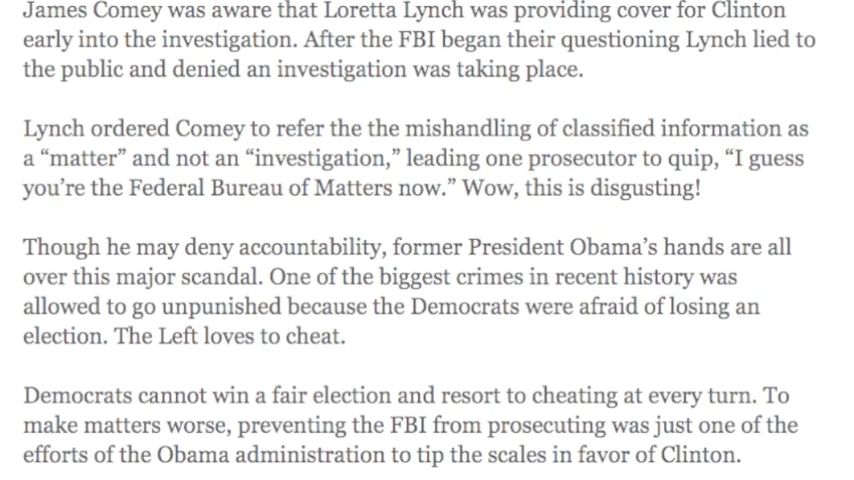 James Comey was aware that Loretta Lynch was providing cover for Clinton
early into the investigation. After the FBI began their questioning Lynch lied to
the public and denied an investigation was taking place.
Lynch ordered Comey to refer the the mishandling of classified information as
a “matter” and not an “investigation,” leading one prosecutor to quip, “I guess
you’re the Federal Bureau of Matters now.” Wow, this is disgusting!
Though he may deny accountability, former President Obama’s hands are all
over this major scandal. One of the biggest crimes in recent history was
allowed to go unpunished because the Democrats were afraid of losing an
election. The Left loves to cheat.
Democrats cannot win a fair election and resort to cheating at every turn. To
make matters worse, preventing the FBI from prosecuting was just one of the
efforts of the Obama administration to tip the scales in favor of Clinton.